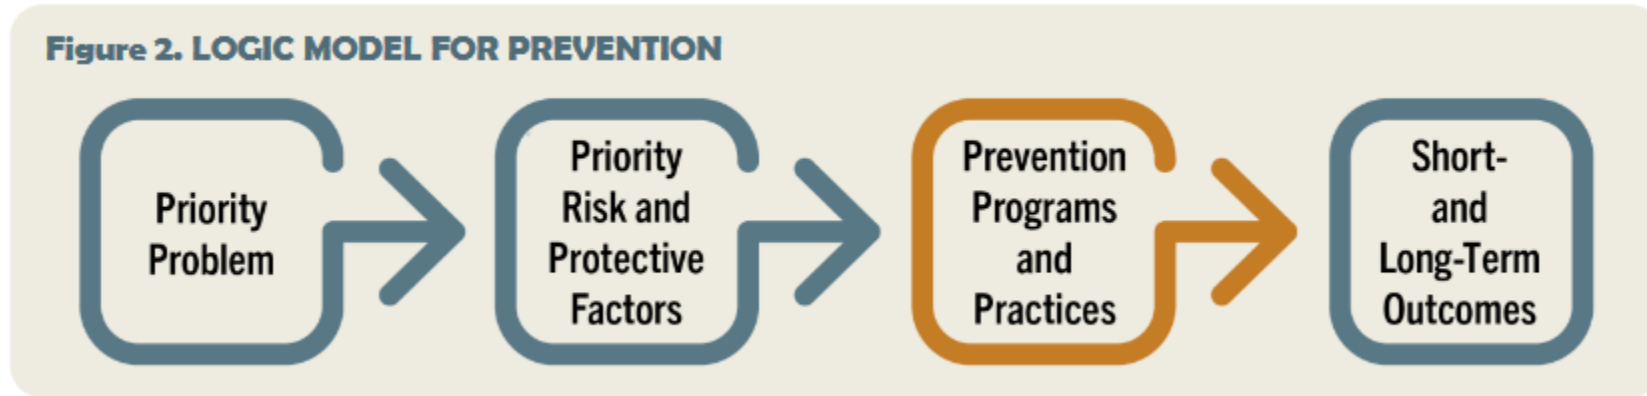 Figure 2. LOGIC MODEL FOR PREVENTION
Priority
Problem
Priority
Risk and
Protective
Factors
Prevention
Programs
and
Practices
Short-
and
Long-Term
Outcomes